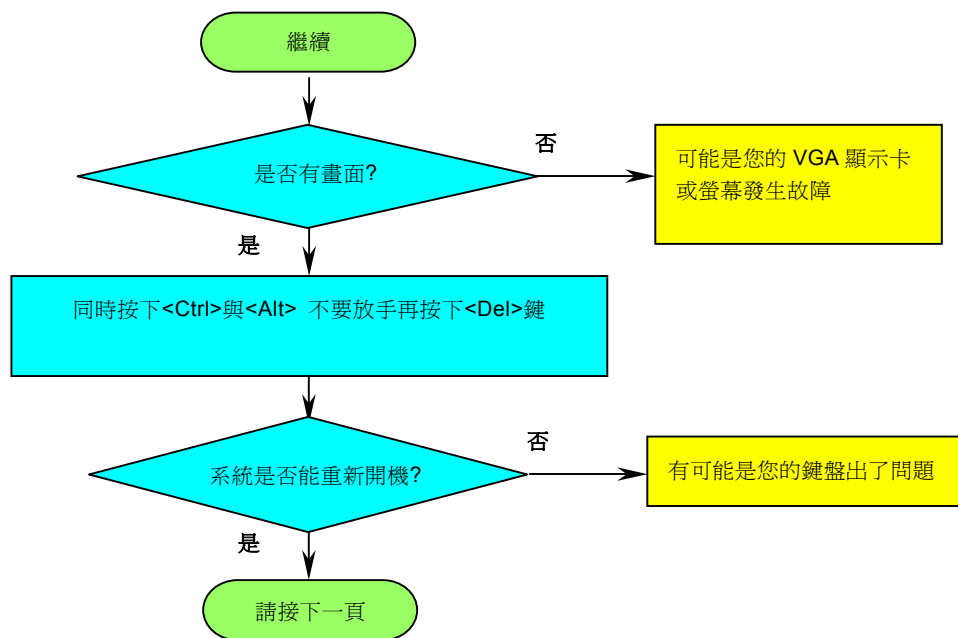 繼續
是否有畫面?
否
可能是您的 VGA 顯示卡
或螢幕發生故障
是
同時按下<Ctrl>與<Alt> 不要放手再按下<Del>鍵
系統是否能重新開機?
否
有可能是您的鍵盤出了問題
是
請接下一頁